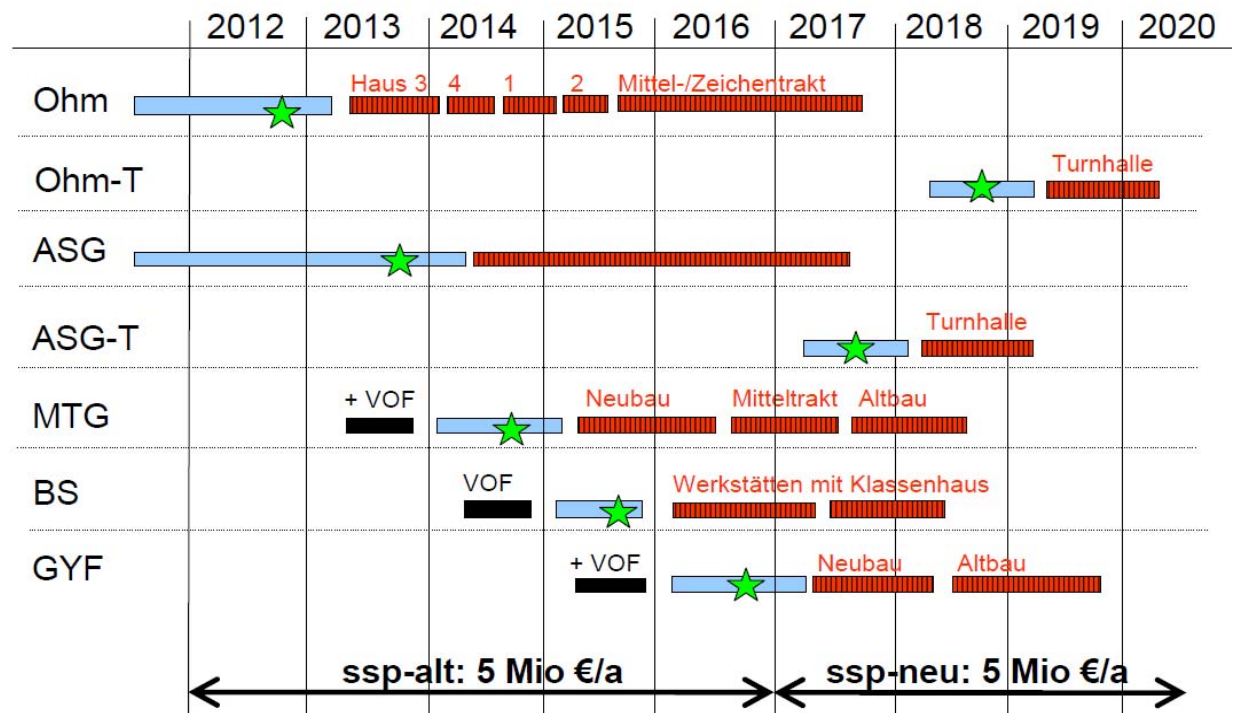 2012 2013 2014 2015 2016 2017 2018 2019 2020
Ohm Haus 3 4 1 2 Mittel-/Zeichentrakt
Ohm-T Turnhalle
ASG
ASG-T Turnhalle
MTG + VOF Neubau Mitteltrakt Altbau
BS VOF Werkstätten mit Klassenhaus
GYF + VOF Neubau Altbau
ssp-alt: 5 Mio €/a ssp-neu: 5 Mio €/a